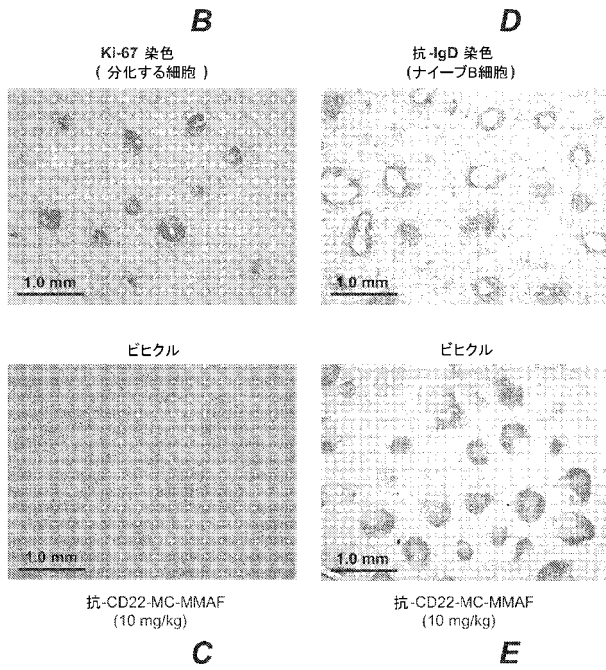 B
D
Ki-67 染色
( 分化する細胞 )
抗-IgD 染色
(ナイーブB細胞)
1.0 mm
1.0 mm
ビヒクル
ビヒクル
1.0 mm
1.0 mm
抗-CD22-MC-MMAF
(10 mg/kg)
抗-CD22-MC-MMAF
(10 mg/kg)
C
E